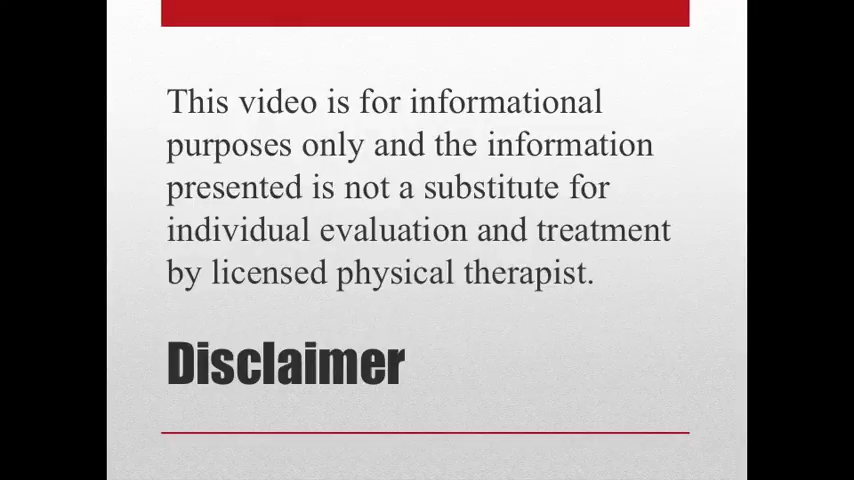 This video is for informational
purposes only and the information
presented is not a substitute for
individual evaluation and treatment
by licensed physical therapist.
Disclaimer